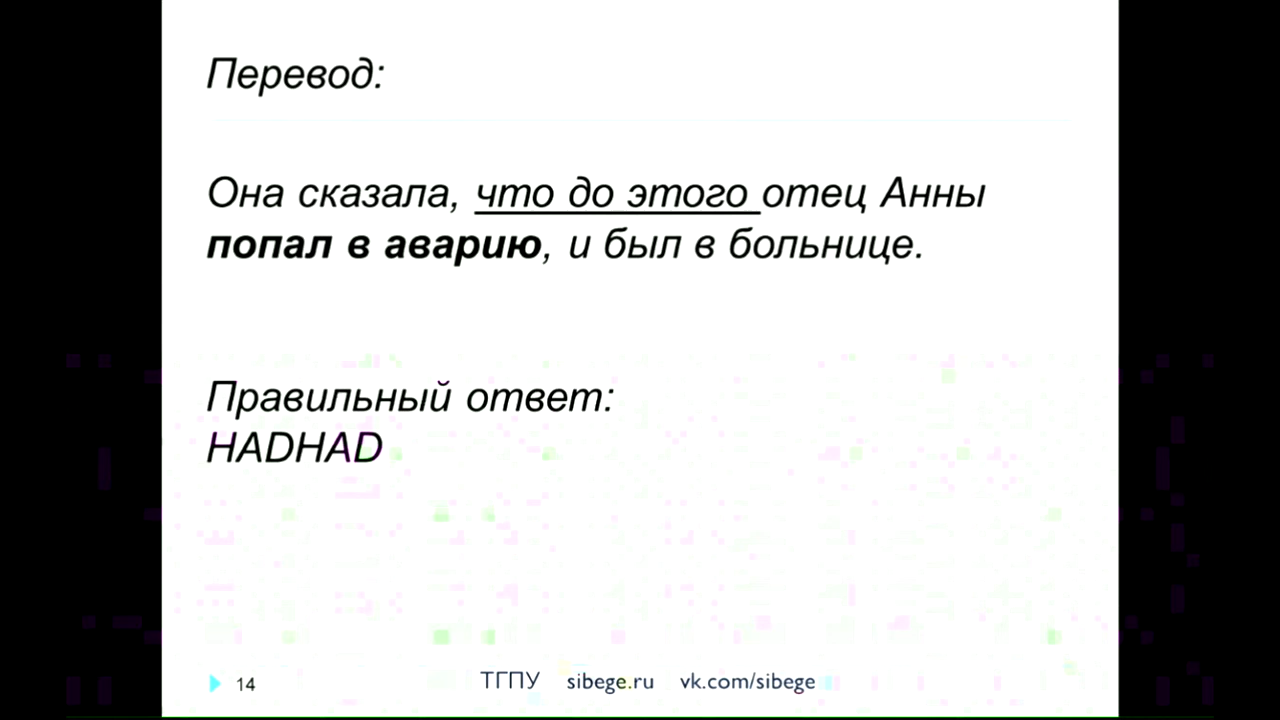 Перевод:
Она сказала, что до этого отец Анны
попал в аварию, и был в больнице.
Правильный ответ:
HADHAD
14 ТГПУ sibege.ru vk.com/sibege